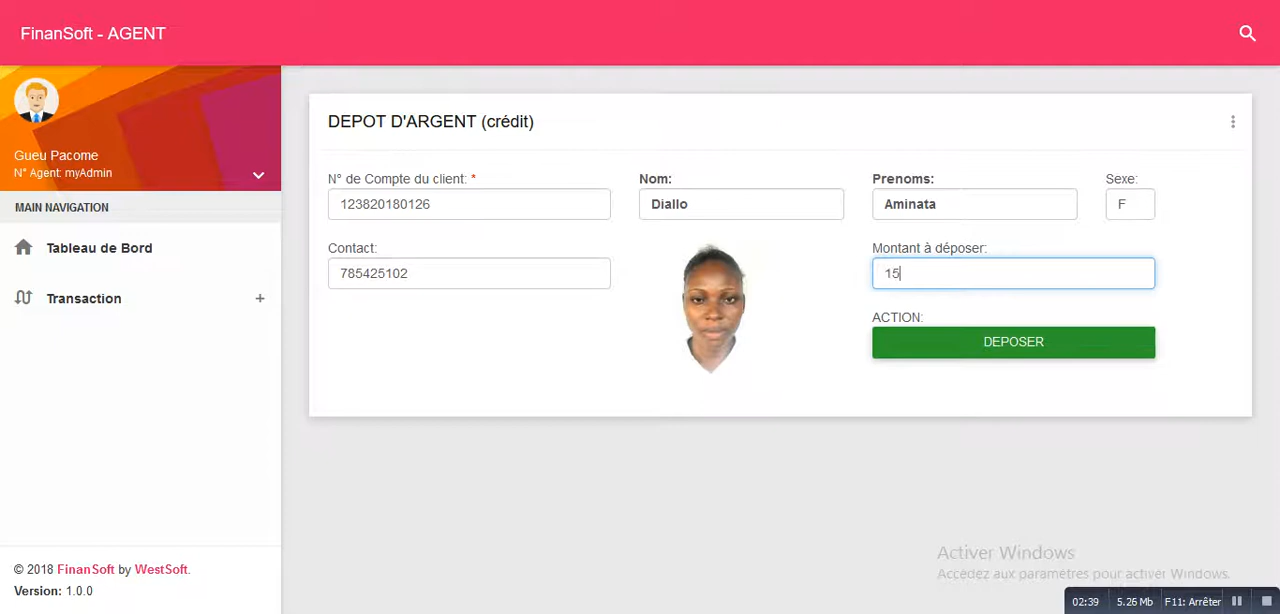 FinanSoft - AGENT
Gueu Pacome
N° Agent: myAdmin
MAIN NAVIGATION
Tableau de Bord
Transaction +
© 2018 FinanSoft by WestSoft.
Version: 1.0.0
DEPOT D'ARGENT (crédit)
N° de Compte du client: * Nom: Prenoms: Sexe:
123820180126 Diallo Aminata F
Contact: Montant à déposer:
785425102 15
ACTION:
DEPOSER
Activer Windows
Accédez aux paramètres pour activer Windows.
02:39 5.26 Mb F11: Arrêter